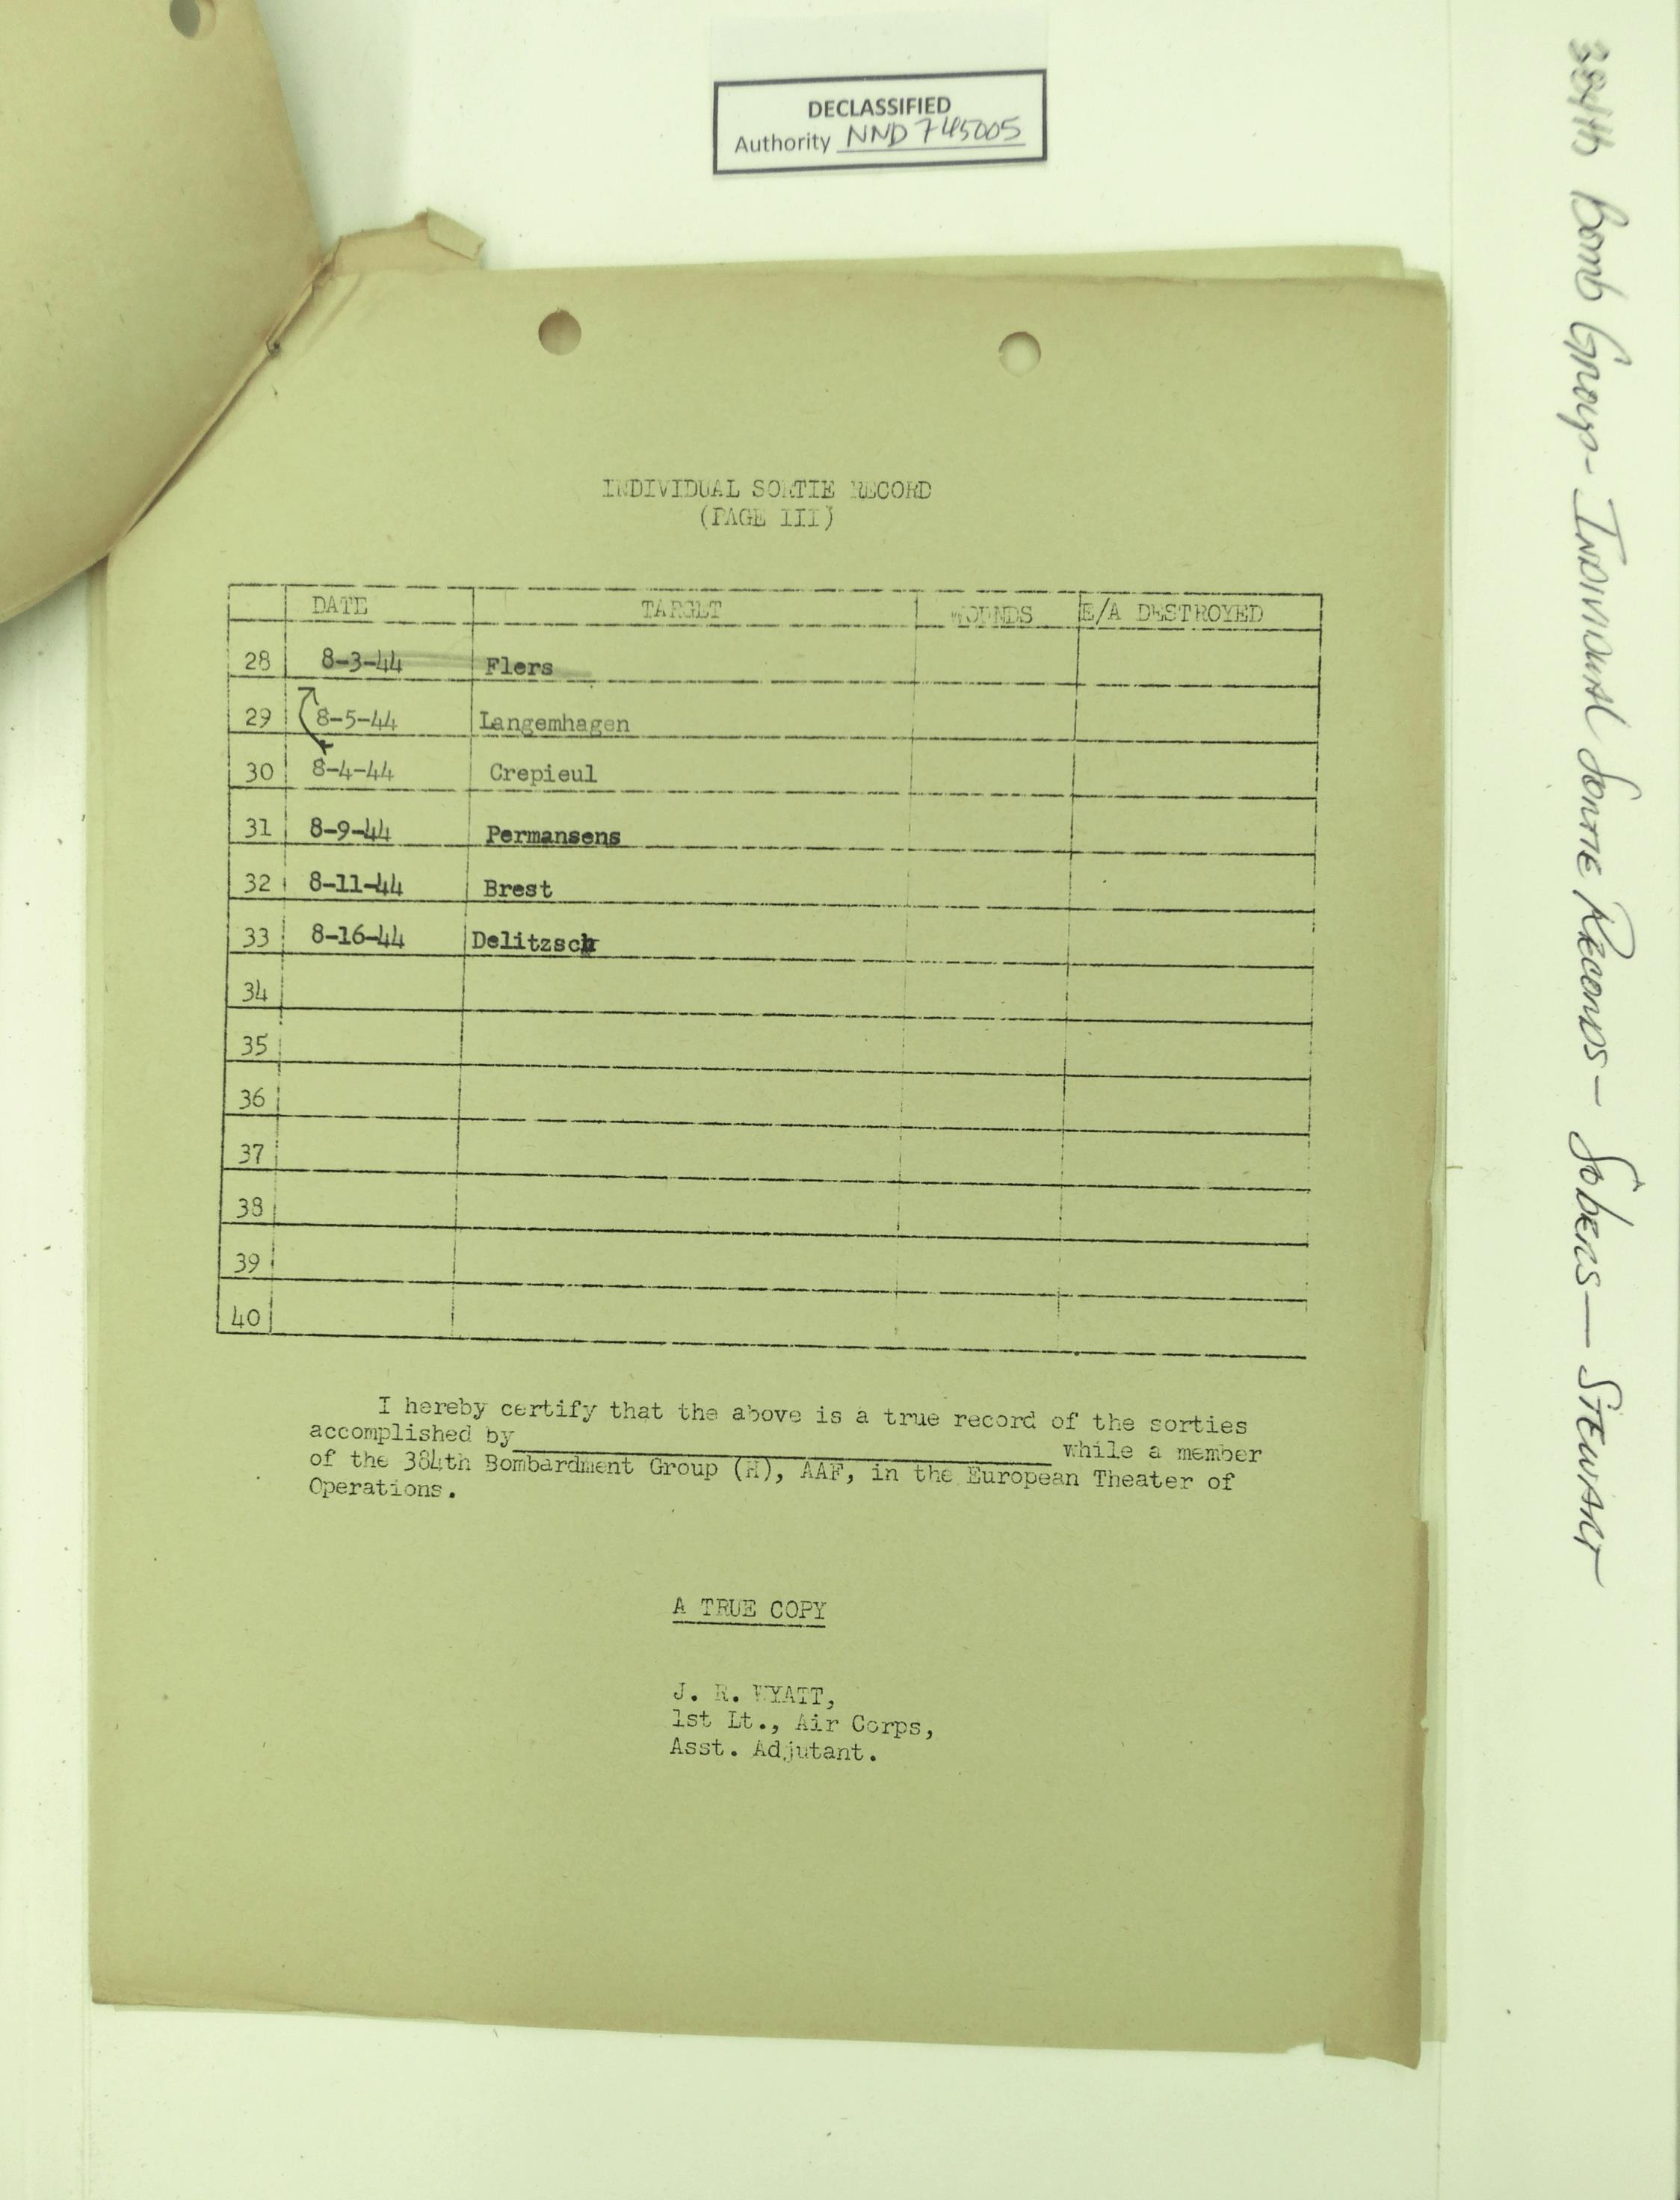 DECLASSIFIED
Authority NND 745005
384th Bomb Group- Individual Sortie Records- Sobers- Stewart
INDIVIDUAL SORTIE RECORD
(PAGE III)
DATE TARGET WOUNDS E/A DESTROYED
28 8-3-44 Flers
29 8-5-44 Langemhagen
30 8-4-44 Crepieul
31 8-9-44 Permansens
32 8-11-44 Brest
33 8-16-44 Delitzsch
34
35
36
37
38
39
40
I hereby certify that the above is a true record of the sorties
accomplished by while a member
of the 384th Bombardment Group (H), AAF, in the European Theater of
Operations.
A TRUE COPY
J. R. WYATT,
1st Lt., Air Corps,
Asst. Adjutant.